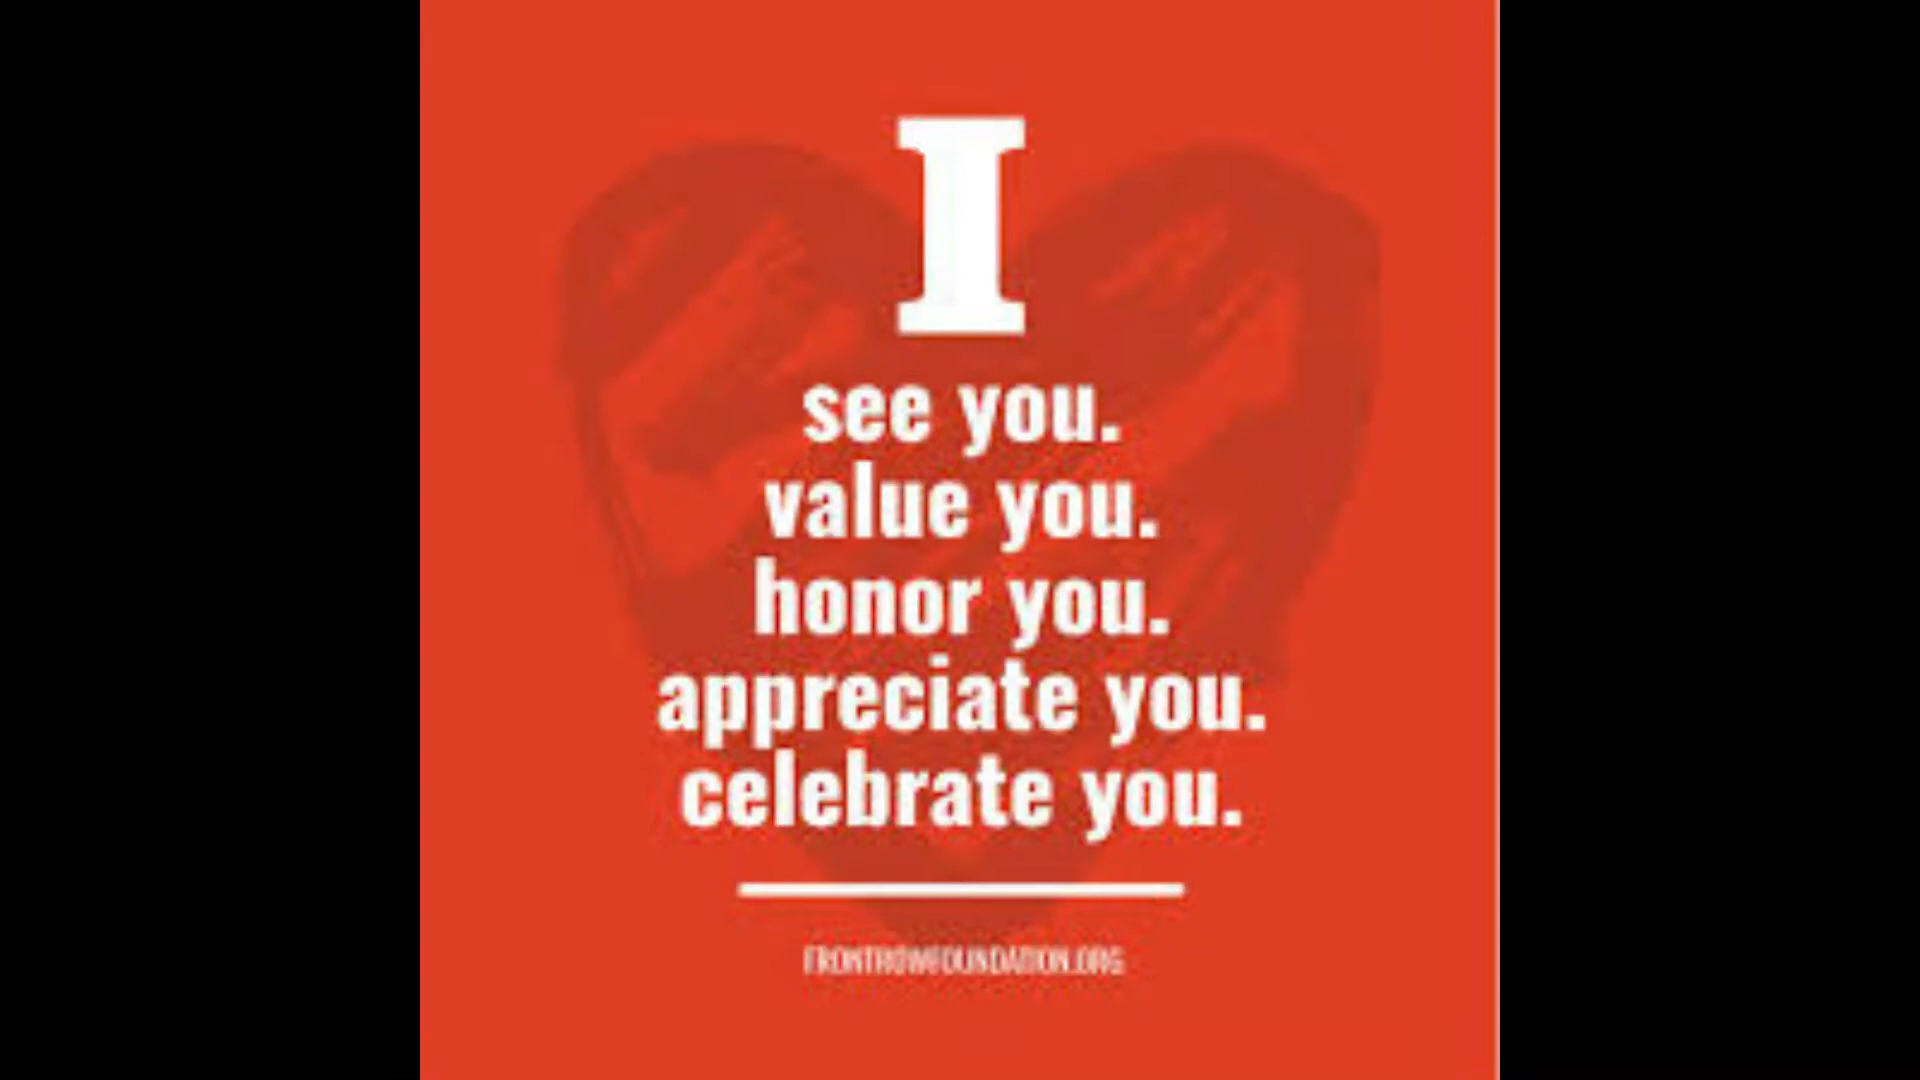 I
see you.
value you.
honor you.
appreciate you.
celebrate you.
FRONTROWFOUNDATION.ORG